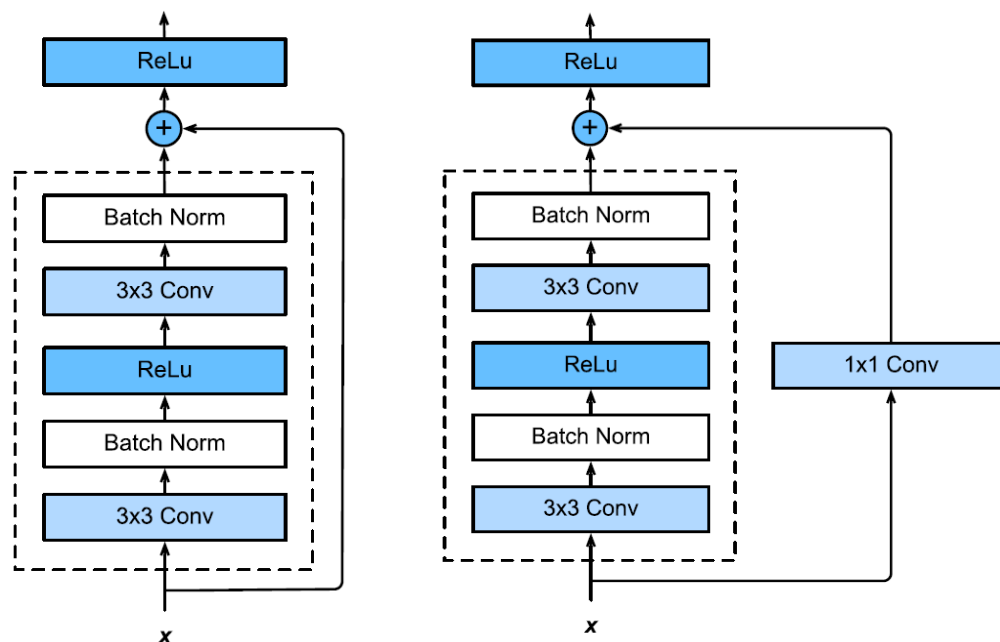 ReLu
+
Batch Norm
3x3 Conv
ReLu
Batch Norm
3x3 Conv
x
ReLu
+
Batch Norm
3x3 Conv
ReLu
1x1 Conv
Batch Norm
3x3 Conv
x